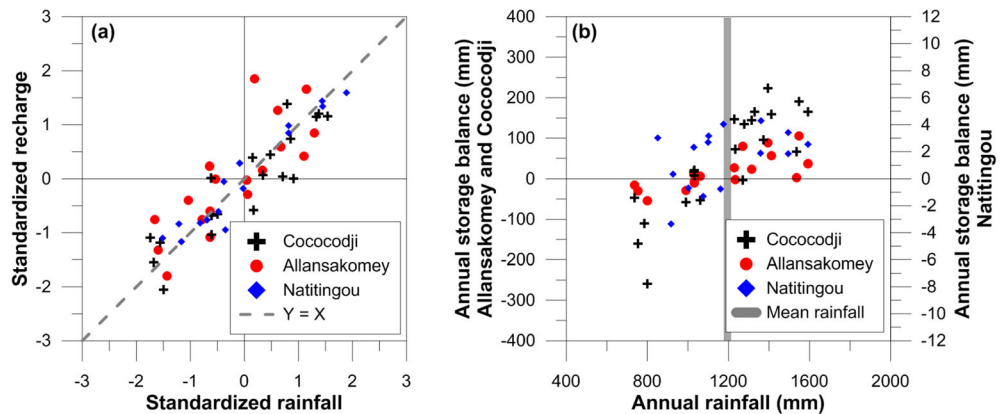 (a)
Standardized recharge
3
2
1
0
-1
-2
-3
-3 -2 -1 0 1 2 3
Standardized rainfall
Cococodji
Allansakomey
Natitingou
Y = X
(b)
Annual storage balance (mm)
Allansakomey and Cococodji
400
300
200
100
0
-100
-200
-300
-400
400 800 1200 1600 2000
Annual rainfall (mm)
Cococodji
Allansakomey
Natitingou
Mean rainfall
12
10
8
6
4
2
0
-2
-4
-6
-8
-10
-12
Annual storage balance (mm)
Natitingou